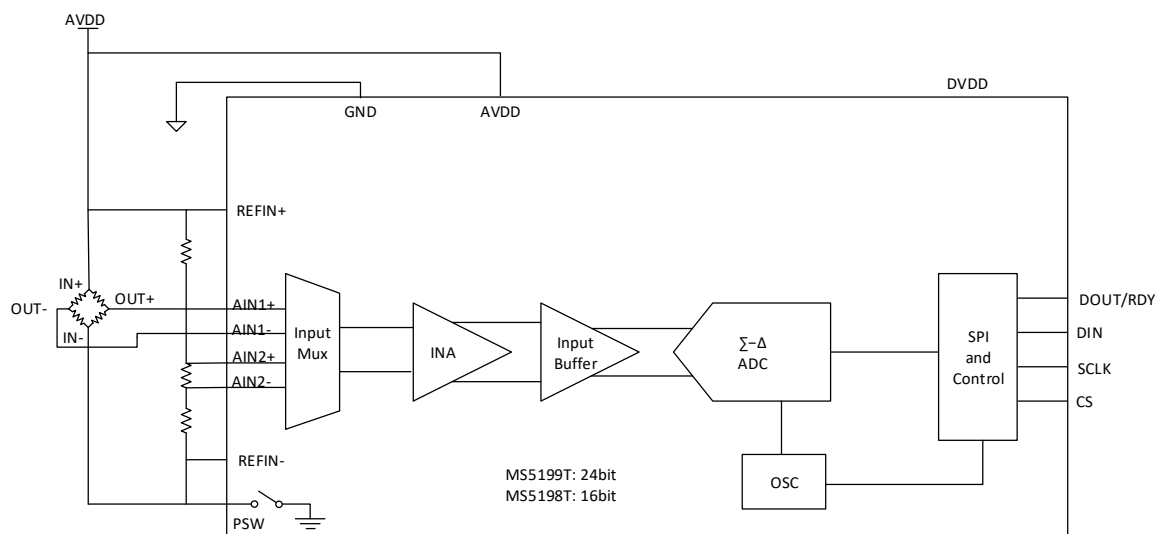 AVDD
DVDD
GND
AVDD
REFIN+
IN+
OUT+
OUT-
IN-
AIN1+
AIN1-
AIN2+
AIN2-
Input
Mux
INA
Input
Buffer
∑−Δ
ADC
SPI
and
Control
DOUT/RDY
DIN
SCLK
CS
REFIN-
MS5199T: 24bit
MS5198T: 16bit
OSC
PSW